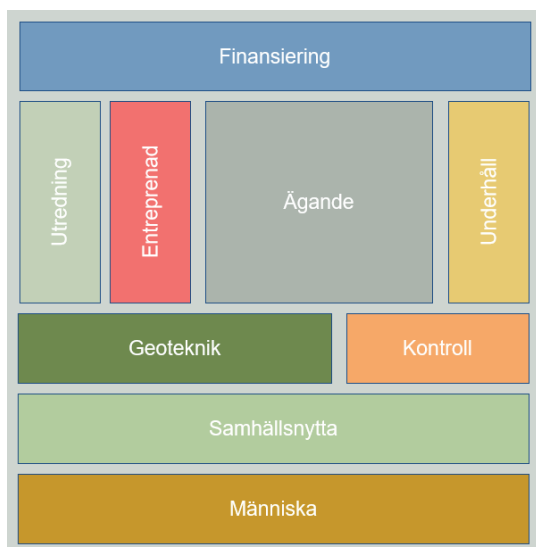 Finansiering
Utredning
Entreprenad
Ägande
Underhåll
Geoteknik
Kontroll
Samhällsnytta
Människa